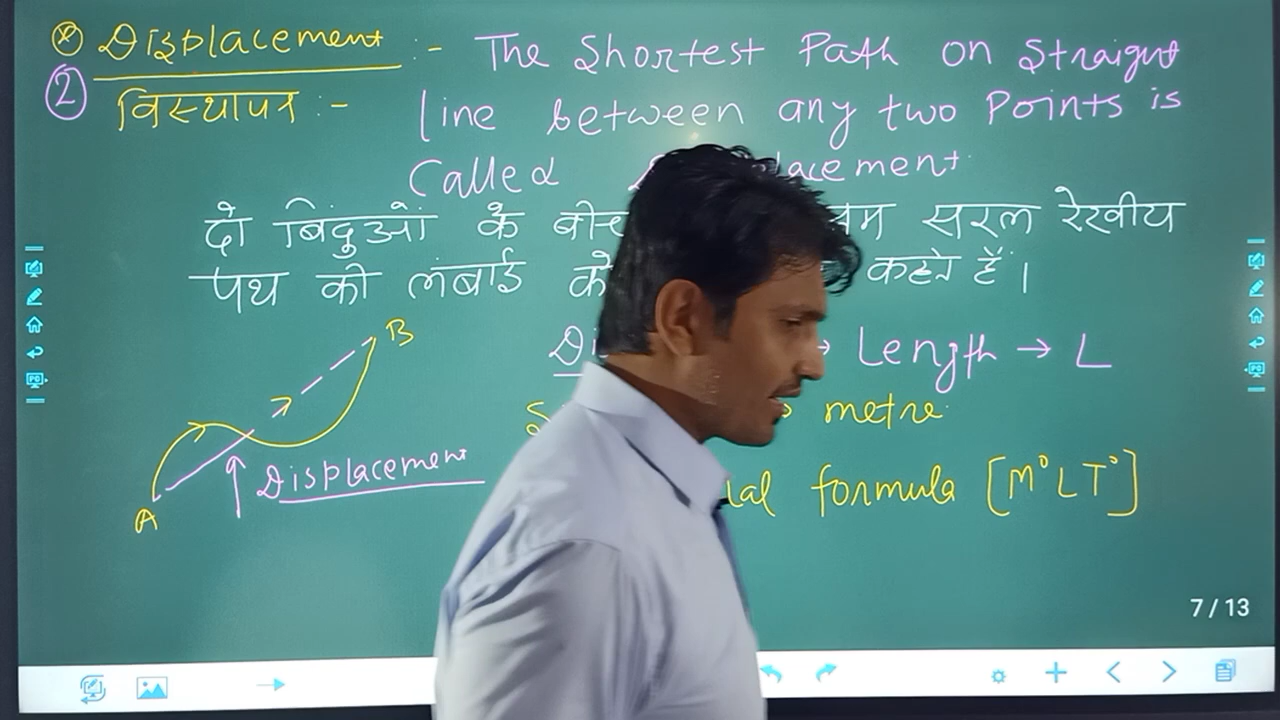 Displacement :- The Shortest Path on Straight
2 विस्थापन :- line between any two Points is
Called
दो बिंदुओं के सरल रेखीय
पथ की लंबाई को कहते हैं।
B
Length → L
metre
Displacement
formula [M°LT°]
A
7/13